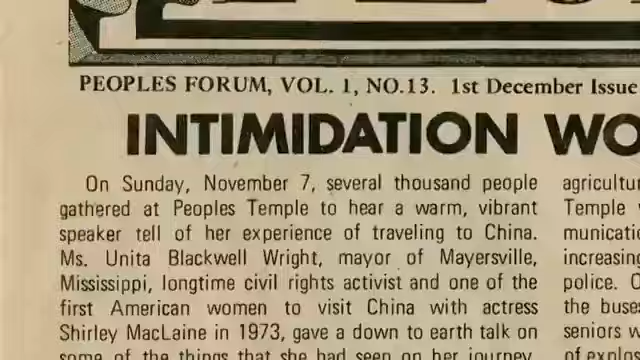 PEOPLES FORUM, VOL. 1, NO.13. 1st December Issue
INTIMIDATION WO
On Sunday, November 7, several thousand people
gathered at Peoples Temple to hear a warm, vibrant
speaker tell of her experience of traveling to China.
Ms. Unita Blackwell Wright, mayor of Mayersville,
Mississippi, longtime civil rights activist and one of the
first American women to visit China with actress
Shirley MacLaine in 1973, gave a down to earth talk on
some of the things that she had seen on her journey.
agricultur
Temple
municatio
increasing
police.
the buses
seniors w
of explos